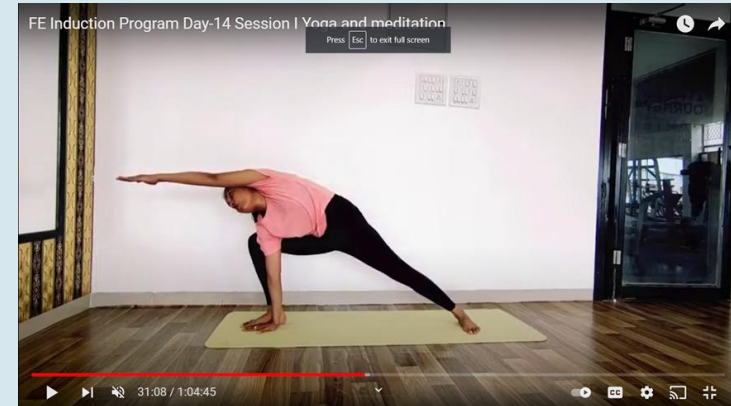 FE Induction Program Day-14 Session I Yoga and meditation
Press Esc to exit full screen
31:08 / 1:04:45
CC